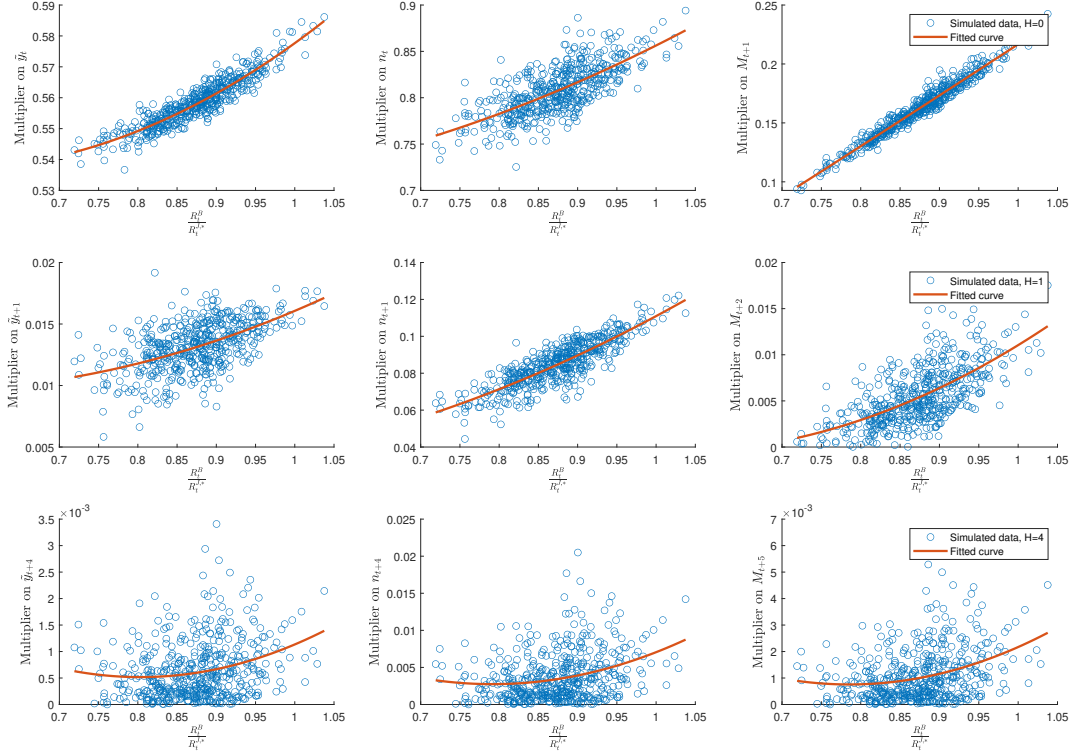 0.59
0.58
0.57
0.56
0.55
0.54
0.53
Multiplier on ỹ_t
0.7 0.75 0.8 0.85 0.9 0.95 1 1.05
R_t^B
R_t^{J,*}
0.9
0.85
0.8
0.75
0.7
Multiplier on n_t
0.7 0.75 0.8 0.85 0.9 0.95 1 1.05
R_t^B
R_t^{J,*}
0.25
0.2
0.15
0.1
Multiplier on M_{t+1}
Simulated data, H=0
Fitted curve
0.7 0.75 0.8 0.85 0.9 0.95 1 1.05
R_t^B
R_t^{J,*}
0.02
0.015
0.01
0.005
Multiplier on ỹ_{t+1}
0.7 0.75 0.8 0.85 0.9 0.95 1 1.05
R_t^B
R_t^{J,*}
0.14
0.12
0.1
0.08
0.06
0.04
Multiplier on n_{t+1}
0.7 0.75 0.8 0.85 0.9 0.95 1 1.05
R_t^B
R_t^{J,*}
0.02
0.015
0.01
0.005
0
Multiplier on M_{t+2}
Simulated data, H=1
Fitted curve
0.7 0.75 0.8 0.85 0.9 0.95 1 1.05
R_t^B
R_t^{J,*}
×10^{-3}
3.5
3
2.5
2
1.5
1
0.5
0
Multiplier on ỹ_{t+4}
0.7 0.75 0.8 0.85 0.9 0.95 1 1.05
R_t^B
R_t^{J,*}
0.025
0.02
0.015
0.01
0.005
0
Multiplier on n_{t+4}
0.7 0.75 0.8 0.85 0.9 0.95 1 1.05
R_t^B
R_t^{J,*}
×10^{-3}
7
6
5
4
3
2
1
0
Multiplier on M_{t+5}
Simulated data, H=4
Fitted curve
0.7 0.75 0.8 0.85 0.9 0.95 1 1.05
R_t^B
R_t^{J,*}